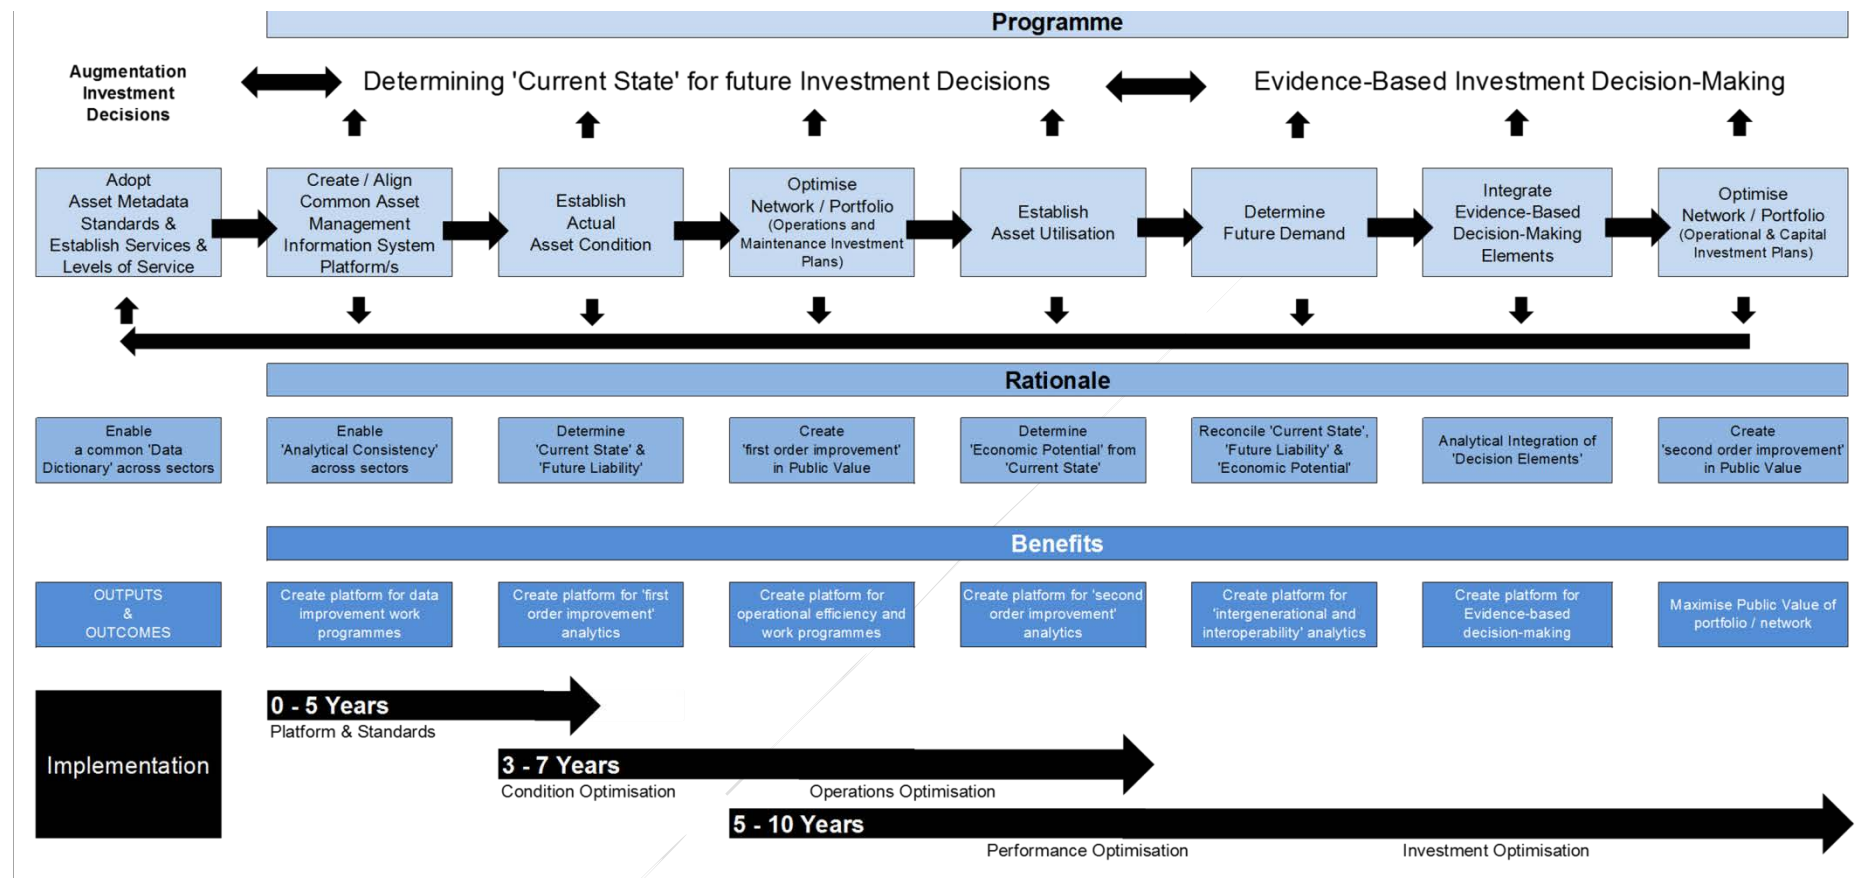 Programme
Augmentation
Investment
Decisions
Determining 'Current State' for future Investment Decisions
Evidence-Based Investment Decision-Making
Adopt
Asset Metadata
Standards &
Establish Services &
Levels of Service
Create / Align
Common Asset
Management
Information System
Platform/s
Establish
Actual
Asset Condition
Optimise
Network / Portfolio
(Operations and
Maintenance Investment
Plans)
Establish
Asset Utilisation
Determine
Future Demand
Integrate
Evidence-Based
Decision-Making
Elements
Optimise
Network / Portfolio
(Operational & Capital
Investment Plans)
Rationale
Enable
a common 'Data
Dictionary' across sectors
Enable
'Analytical Consistency'
across sectors
Determine
'Current State' &
'Future Liability'
Create
'first order improvement'
in Public Value
Determine
'Economic Potential' from
'Current State'
Reconcile 'Current State',
'Future Liability' &
'Economic Potential'
Analytical Integration of
'Decision Elements'
Create
'second order improvement'
in Public Value
Benefits
OUTPUTS
&
OUTCOMES
Create platform for data
improvement work
programmes
Create platform for 'first
order improvement'
analytics
Create platform for
operational efficiency and
work programmes
Create platform for 'second
order improvement'
analytics
Create platform for
'intergenerational and
interoperability' analytics
Create platform for
Evidence-based
decision-making
Maximise Public Value of
portfolio / network
Implementation
0 - 5 Years
Platform & Standards
3 - 7 Years
Condition Optimisation
Operations Optimisation
5 - 10 Years
Performance Optimisation
Investment Optimisation